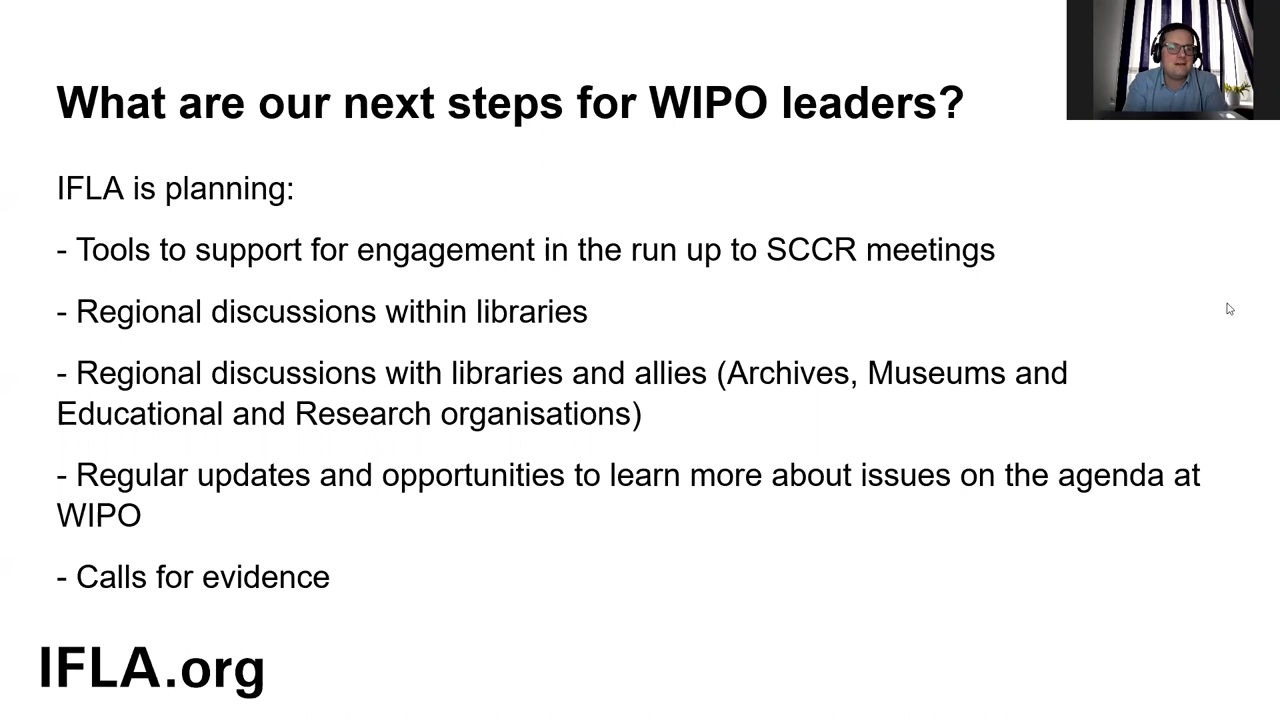 What are our next steps for WIPO leaders?
IFLA is planning:
- Tools to support for engagement in the run up to SCCR meetings
- Regional discussions within libraries
- Regional discussions with libraries and allies (Archives, Museums and
Educational and Research organisations)
- Regular updates and opportunities to learn more about issues on the agenda at
WIPO
- Calls for evidence
IFLA.org